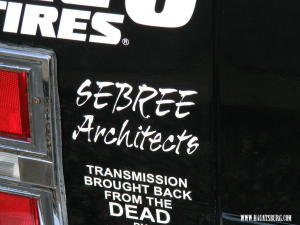 TIRES®
SEBREE
Architects
TRANSMISSION
BROUGHT BACK
FROM THE
DEAD
WWW.HAUNTSBURG.COM